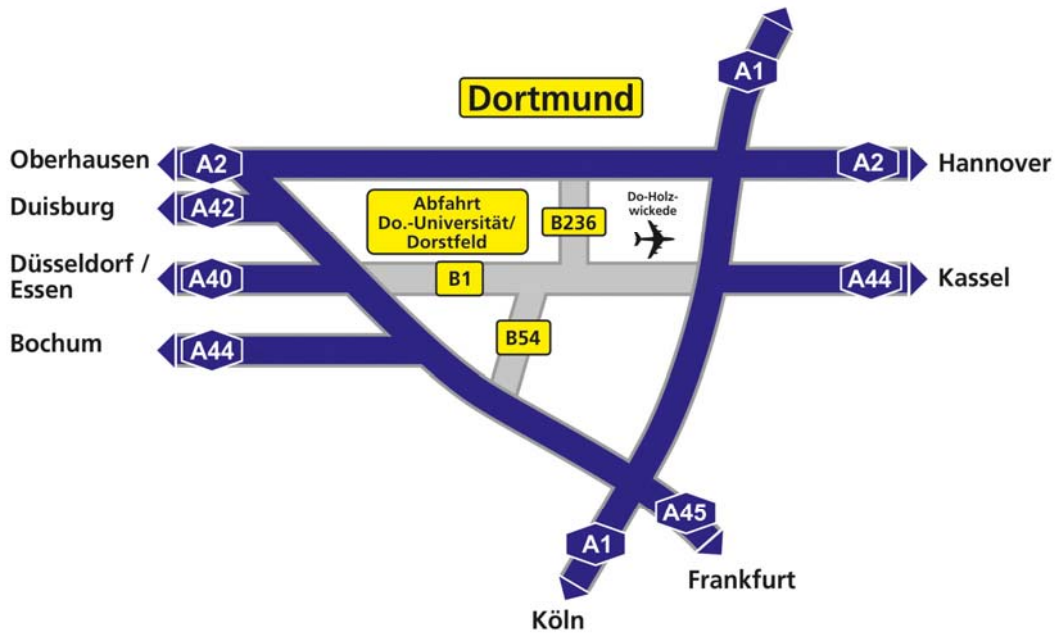 A1
Dortmund
Oberhausen
A2
A2
Hannover
Duisburg
A42
Abfahrt
Do.-Universität/
Dorstfeld
B236
Do-Holz-
wickede
Düsseldorf /
Essen
A40
B1
A44
Kassel
Bochum
A44
B54
A45
A1
Frankfurt
Köln